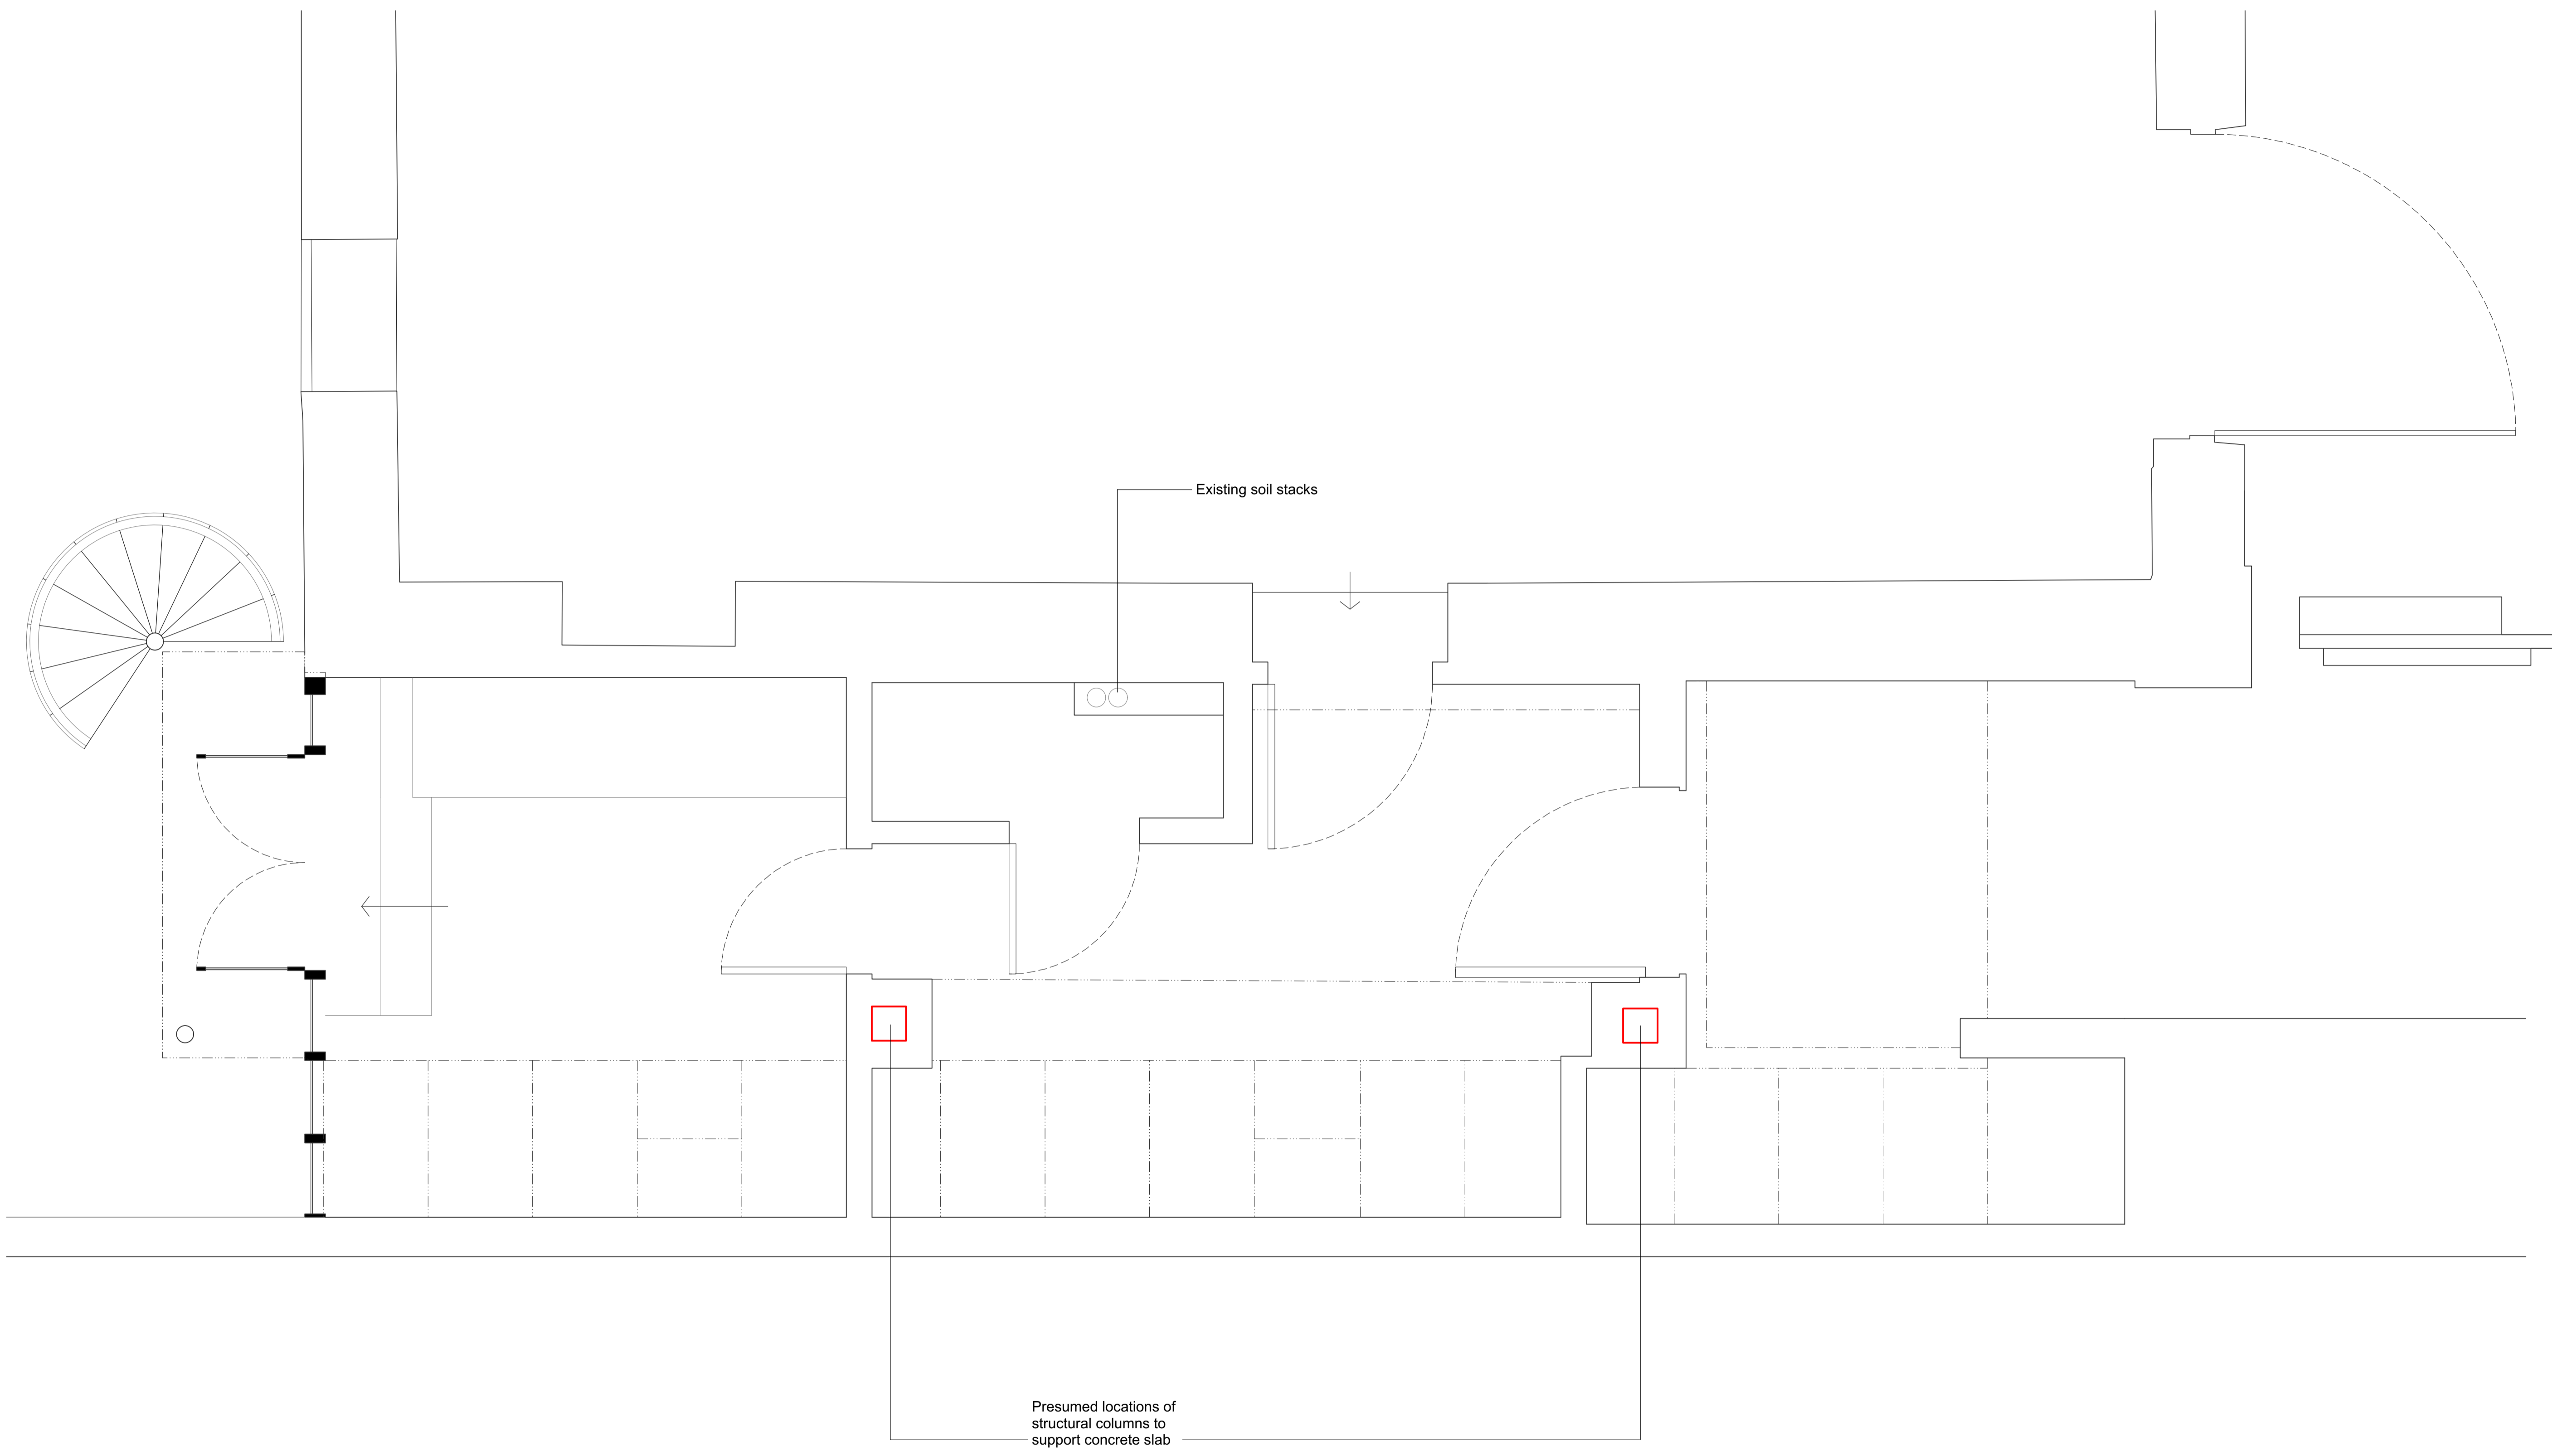 Existing soil stacks
Presumed locations of
structural columns to
support concrete slab